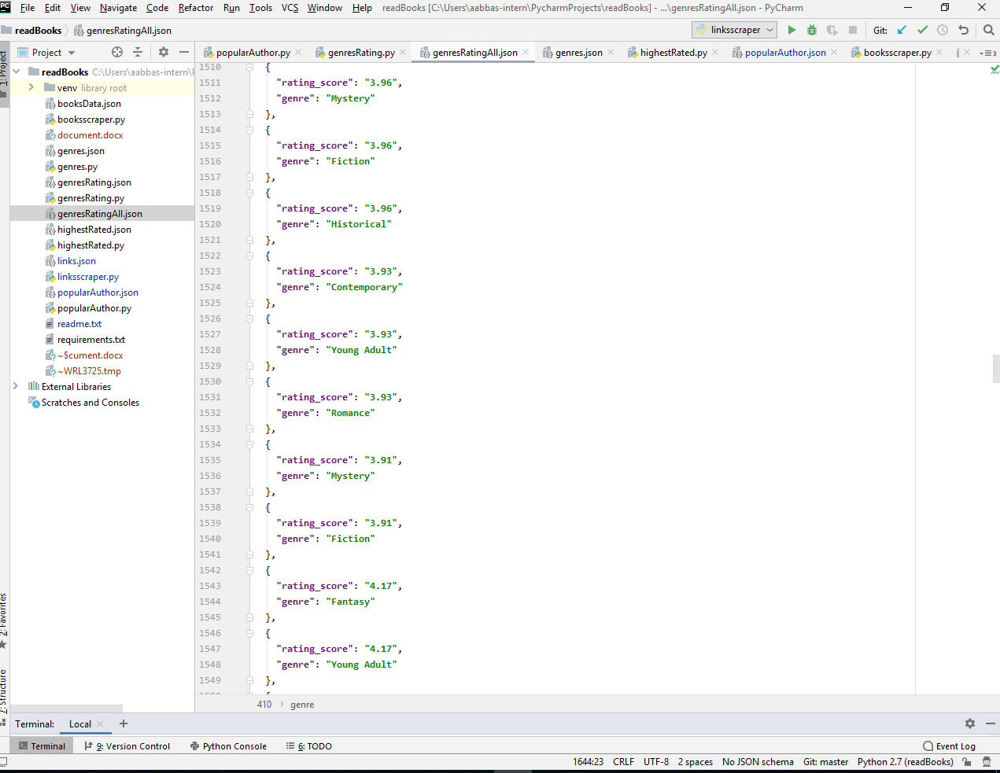 PC File Edit View Navigate Code Refactor Run Tools VCS Window Help readBooks [C:\Users\aabbas-intern\PycharmProjects\readBooks] - ...\genresRatingAll.json - PyCharm
readBooks genresRatingAll.json linksscraper Git:
1: Project
Project
popularAuthor.py genresRating.py genresRatingAll.json genres.json highestRated.py popularAuthor.json booksscraper.py 3
readBooks C:\Users\aabbas-intern\
venv library root
booksData.json
booksscraper.py
document.docx
genres.json
genres.py
genresRating.json
genresRating.py
genresRatingAll.json
highestRated.json
highestRated.py
links.json
linksscraper.py
popularAuthor.json
popularAuthor.py
readme.txt
requirements.txt
~$cument.docx
~WRL3725.tmp
External Libraries
Scratches and Consoles
1510 {
1511 "rating_score": "3.96",
1512 "genre": "Mystery"
1513 },
1514 {
1515 "rating_score": "3.96",
1516 "genre": "Fiction"
1517 },
1518 {
1519 "rating_score": "3.96",
1520 "genre": "Historical"
1521 },
1522 {
1523 "rating_score": "3.93",
1524 "genre": "Contemporary"
1525 },
1526 {
1527 "rating_score": "3.93",
1528 "genre": "Young Adult"
1529 },
1530 {
1531 "rating_score": "3.93",
1532 "genre": "Romance"
1533 },
1534 {
1535 "rating_score": "3.91",
1536 "genre": "Mystery"
1537 },
1538 {
1539 "rating_score": "3.91",
1540 "genre": "Fiction"
1541 },
1542 {
1543 "rating_score": "4.17",
1544 "genre": "Fantasy"
1545 },
1546 {
1547 "rating_score": "4.17",
1548 "genre": "Young Adult"
1549 },
2: Favorites
Z: Structure
410 genre
Terminal: Local
Terminal 9: Version Control Python Console 6: TODO Event Log
1644:23 CRLF UTF-8 2 spaces No JSON schema Git: master Python 2.7 (readBooks)